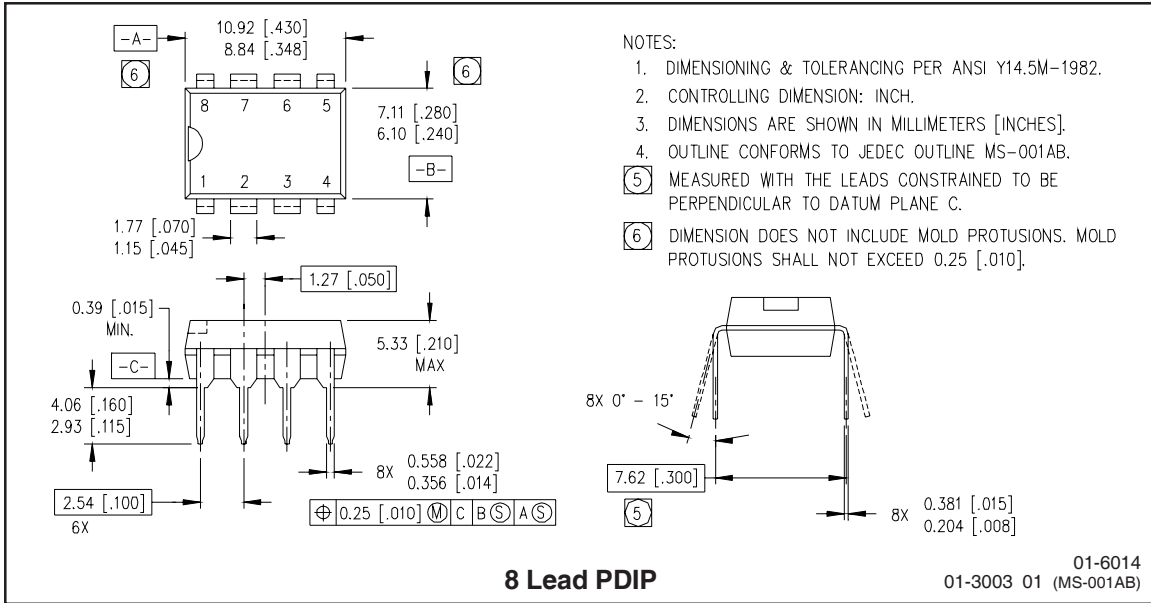 10.92 [.430]
8.84 [.348]
-A-
6
6
8 7 6 5
1 2 3 4
7.11 [.280]
6.10 [.240]
-B-
1.77 [.070]
1.15 [.045]
1.27 [.050]
0.39 [.015]
MIN.
-C-
5.33 [.210]
MAX
4.06 [.160]
2.93 [.115]
8X 0.558 [.022]
0.356 [.014]
2.54 [.100]
6X
⌖ 0.25 [.010] Ⓜ C B Ⓢ A Ⓢ
NOTES:
1. DIMENSIONING & TOLERANCING PER ANSI Y14.5M-1982.
2. CONTROLLING DIMENSION: INCH.
3. DIMENSIONS ARE SHOWN IN MILLIMETERS [INCHES].
4. OUTLINE CONFORMS TO JEDEC OUTLINE MS-001AB.
5 MEASURED WITH THE LEADS CONSTRAINED TO BE
PERPENDICULAR TO DATUM PLANE C.
6 DIMENSION DOES NOT INCLUDE MOLD PROTUSIONS. MOLD
PROTUSIONS SHALL NOT EXCEED 0.25 [.010].
8X 0° - 15°
7.62 [.300]
5
8X 0.381 [.015]
0.204 [.008]
8 Lead PDIP
01-6014
01-3003 01 (MS-001AB)